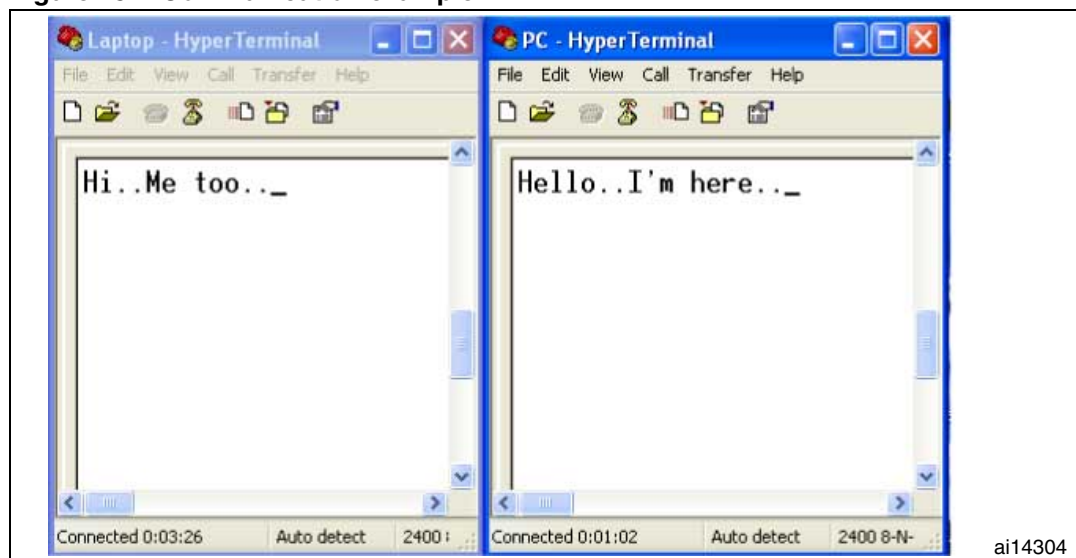 Laptop - HyperTerminal
File Edit View Call Transfer Help
Hi..Me too.._
Connected 0:03:26 Auto detect 2400
PC - HyperTerminal
File Edit View Call Transfer Help
Hello..I'm here.._
Connected 0:01:02 Auto detect 2400 8-N-
ai14304